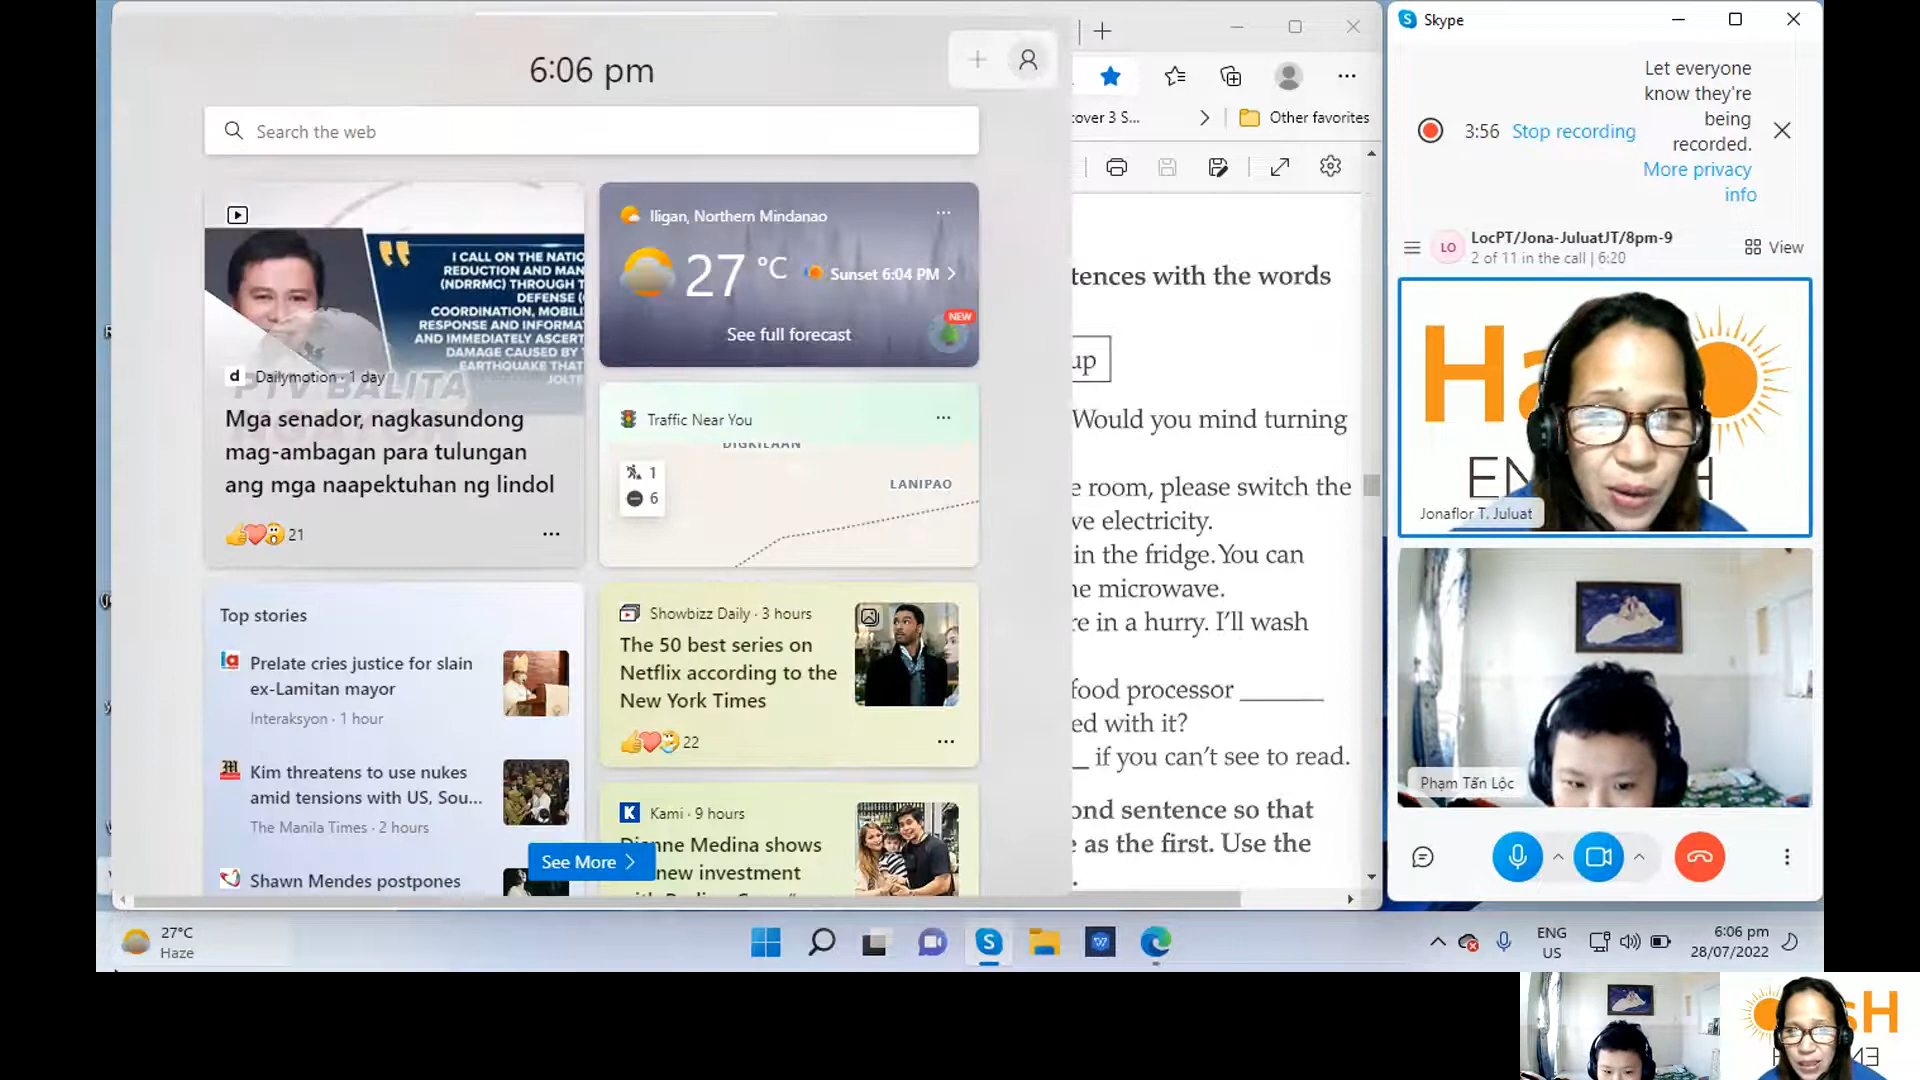 6:06 pm
Search the web
I CALL ON THE NATIO
REDUCTION AND MAN
(NDRRMC) THROUGH T
DEFENSE (
COORDINATION, MOBILI
RESPONSE AND INFORMA
AND IMMEDIATELY ASCERT
DAMAGE CAUSED BY
EARTHQUAKE THAT
JOLTE
PTV BALITA
d Dailymotion · 1 day
Mga senador, nagkasundong
mag-ambagan para tulungan
ang mga naapektuhan ng lindol
21
Iligan, Northern Mindanao
27 °C
Sunset 6:04 PM
See full forecast
NEW
Traffic Near You
DIGKILAAN
LANIPAO
1
6
Top stories
Prelate cries justice for slain
ex-Lamitan mayor
Interaksyon · 1 hour
Kim threatens to use nukes
amid tensions with US, Sou...
The Manila Times · 2 hours
Shawn Mendes postpones
Showbizz Daily · 3 hours
The 50 best series on
Netflix according to the
New York Times
22
K Kami · 9 hours
Dianne Medina shows
new investment
See More
cover 3 S...
Other favorites
tences with the words
up
Would you mind turning
e room, please switch the
ve electricity.
in the fridge. You can
he microwave.
re in a hurry. I'll wash
food processor ______
ed with it?
_ if you can't see to read.
ond sentence so that
e as the first. Use the
Skype
Let everyone
know they're
being
recorded.
More privacy
info
3:56 Stop recording
LO
LocPT/Jona-JuluatJT/8pm-9
2 of 11 in the call | 6:20
View
Ha
EN
H
Jonaflor T. Juluat
Phạm Tấn Lộc
27°C
Haze
ENG
US
6:06 pm
28/07/2022